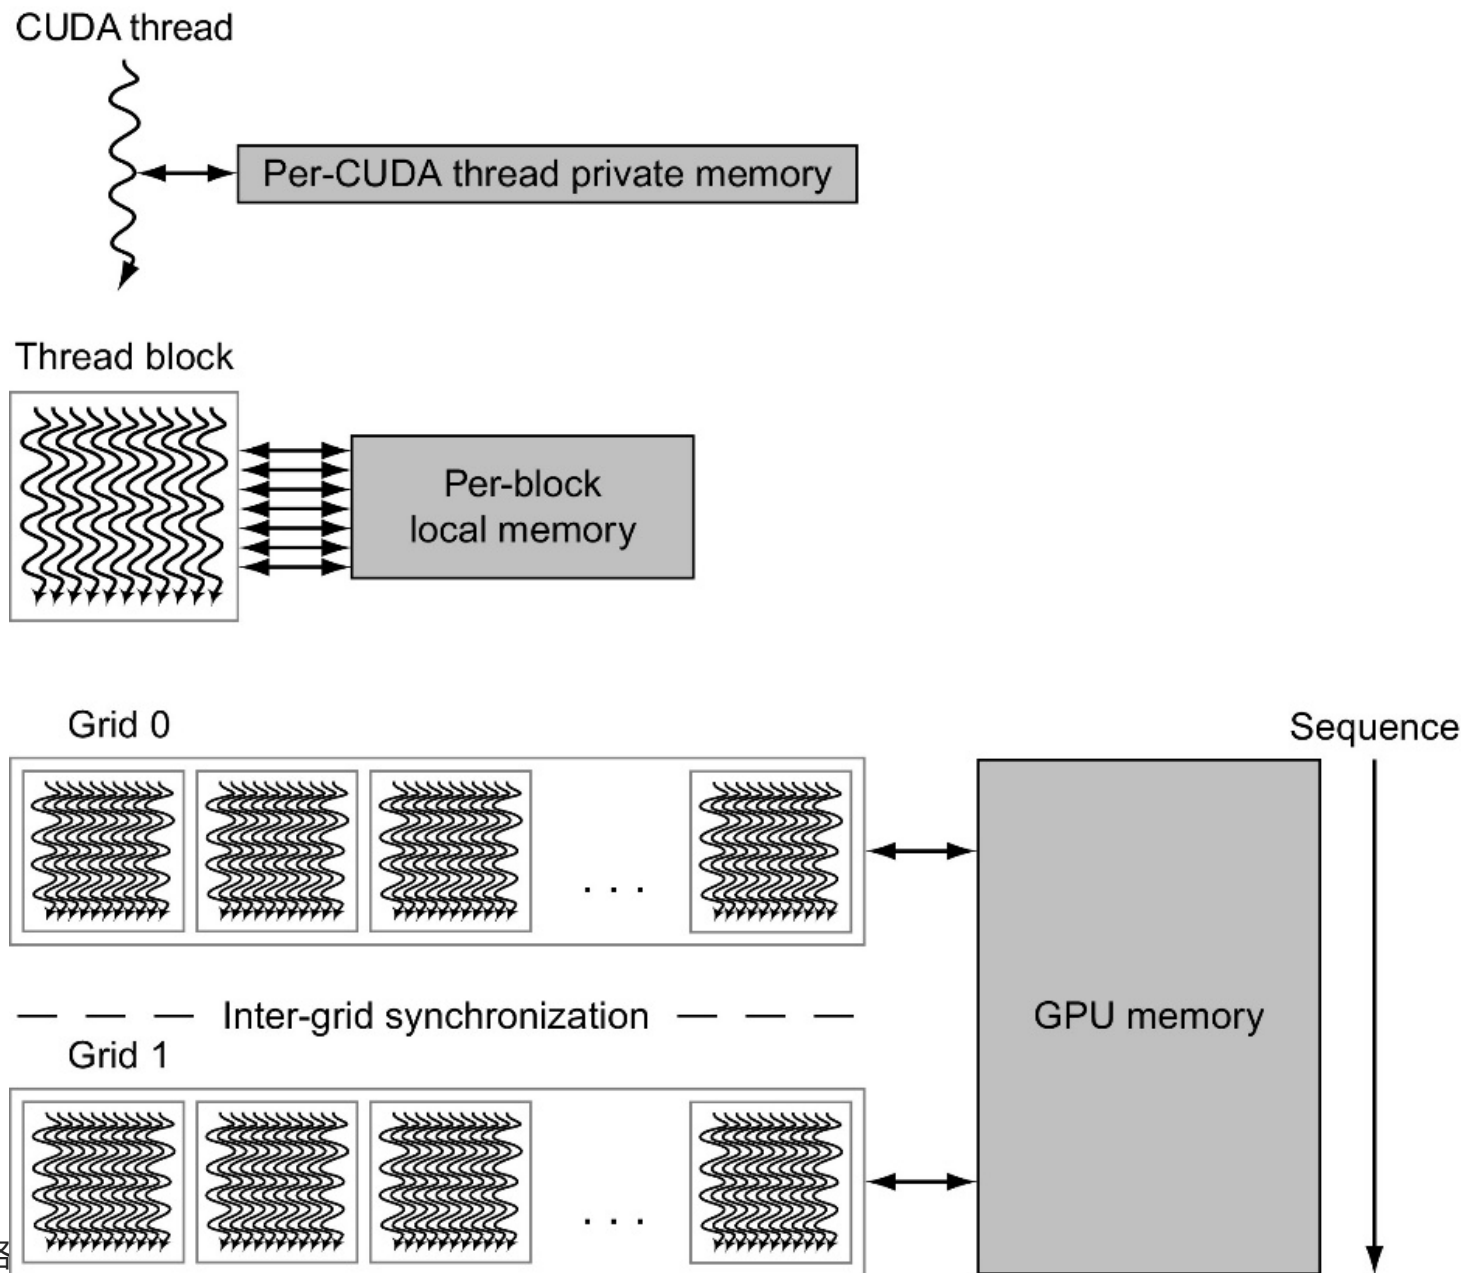 CUDA thread
Per-CUDA thread private memory
Thread block
Per-block
local memory
Grid 0
Sequence
. . .
Inter-grid synchronization
GPU memory
Grid 1
. . .